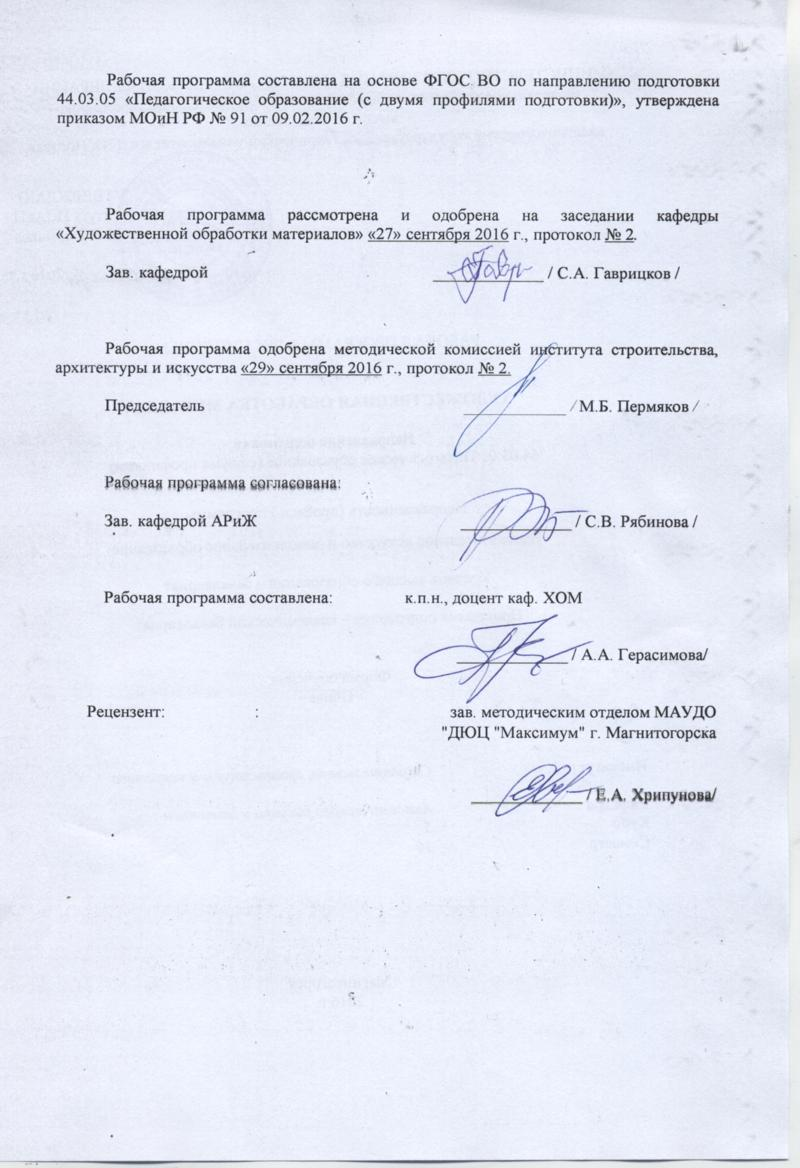 Рабочая программа составлена на основе ФГОС ВО по направлению подготовки
44.03.05 «Педагогическое образование (с двумя профилями подготовки)», утверждена
приказом МОиН РФ № 91 от 09.02.2016 г.
Рабочая программа рассмотрена и одобрена на заседании кафедры
«Художественной обработки материалов» «27» сентября 2016 г., протокол № 2.
Зав. кафедрой / С.А. Гаврицков /
Рабочая программа одобрена методической комиссией института строительства,
архитектуры и искусства «29» сентября 2016 г., протокол № 2.
Председатель / М.Б. Пермяков /
Рабочая программа согласована:
Зав. кафедрой АРиЖ / С.В. Рябинова /
Рабочая программа составлена: к.п.н., доцент каф. ХОМ
/ А.А. Герасимова/
Рецензент: : зав. методическим отделом МАУДО
"ДЮЦ "Максимум" г. Магнитогорска
/ Е.А. Хрипунова/